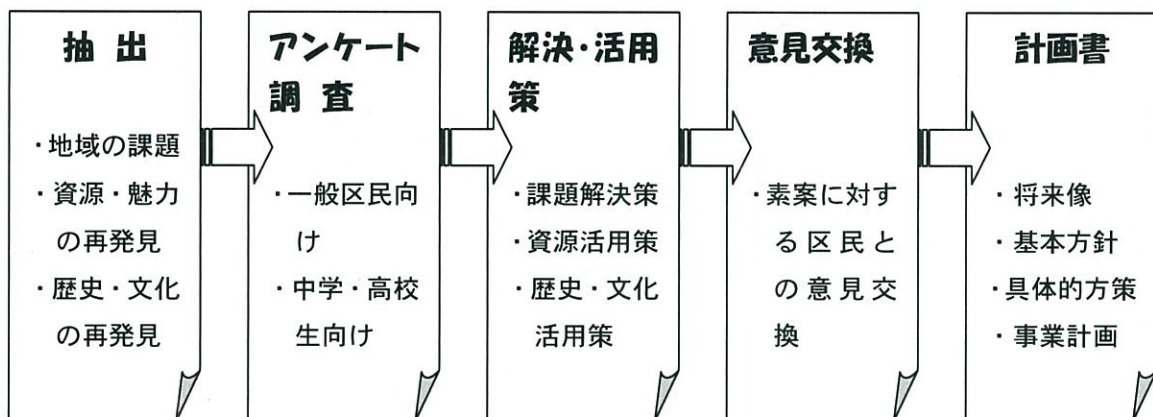 抽 出
・地域の課題
・資源・魅力
の再発見
・歴史・文化
の再発見
アンケート
調 査
・一般区民向
け
・中学・高校
生向け
解決・活用
策
・課題解決策
・資源活用策
・歴史・文化
活用策
意見交換
・素案に対す
る区民と
の意見交
換
計画書
・将来像
・基本方針
・具体的方策
・事業計画